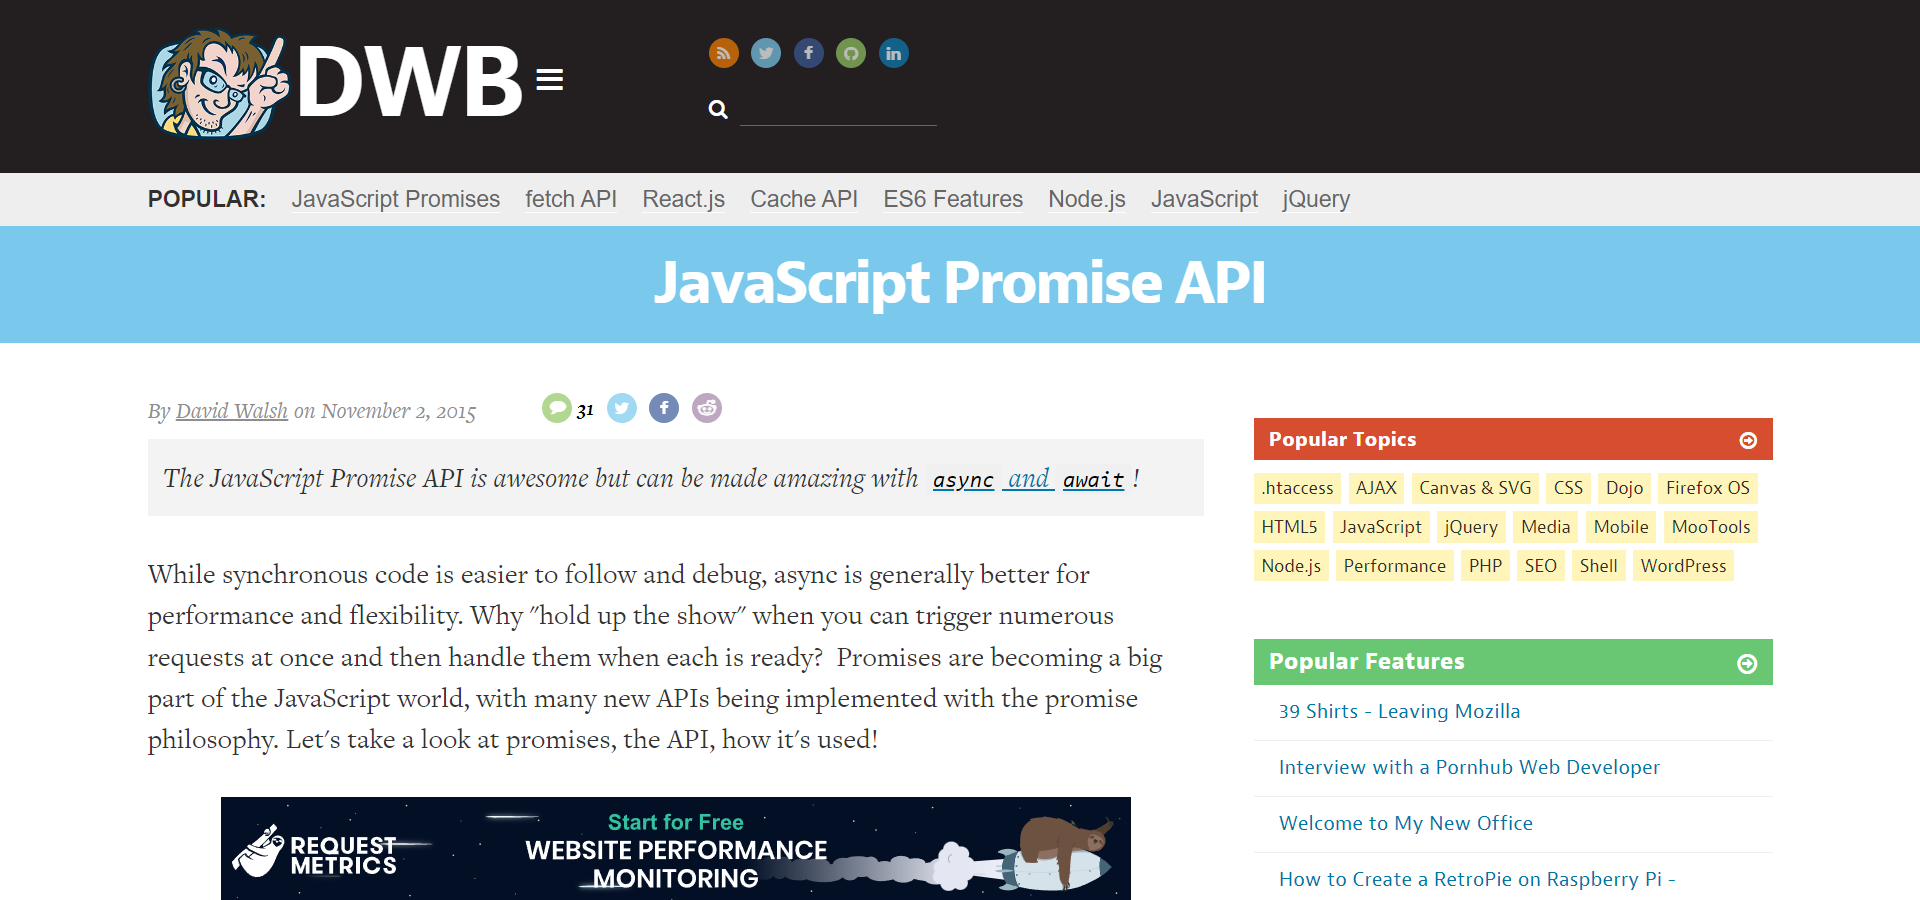 DWB
POPULAR: JavaScript Promises fetch API React.js Cache API ES6 Features Node.js JavaScript jQuery
JavaScript Promise API
By David Walsh on November 2, 2015 31
The JavaScript Promise API is awesome but can be made amazing with async and await!
While synchronous code is easier to follow and debug, async is generally better for
performance and flexibility. Why "hold up the show" when you can trigger numerous
requests at once and then handle them when each is ready?  Promises are becoming a big
part of the JavaScript world, with many new APIs being implemented with the promise
philosophy. Let's take a look at promises, the API, how it's used!
REQUEST
METRICS
Start for Free
WEBSITE PERFORMANCE
MONITORING
Popular Topics
.htaccess AJAX Canvas & SVG CSS Dojo Firefox OS
HTML5 JavaScript jQuery Media Mobile MooTools
Node.js Performance PHP SEO Shell WordPress
Popular Features
39 Shirts - Leaving Mozilla
Interview with a Pornhub Web Developer
Welcome to My New Office
How to Create a RetroPie on Raspberry Pi -